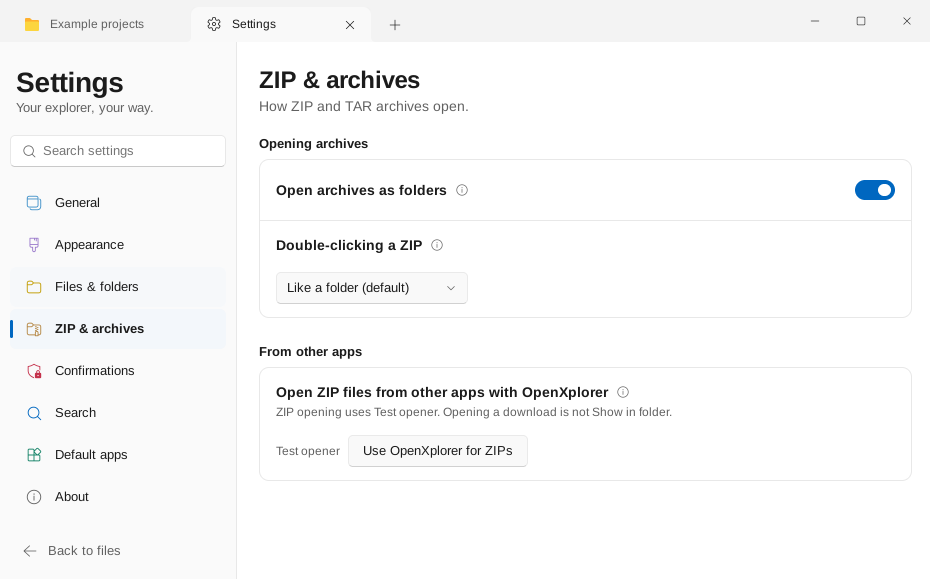 Example projects
Settings
Settings
Your explorer, your way.
Search settings
General
Appearance
Files & folders
ZIP & archives
Confirmations
Search
Default apps
About
Back to files
ZIP & archives
How ZIP and TAR archives open.
Opening archives
Open archives as folders
Double-clicking a ZIP
Like a folder (default)
From other apps
Open ZIP files from other apps with OpenXplorer
ZIP opening uses Test opener. Opening a download is not Show in folder.
Test opener
Use OpenXplorer for ZIPs